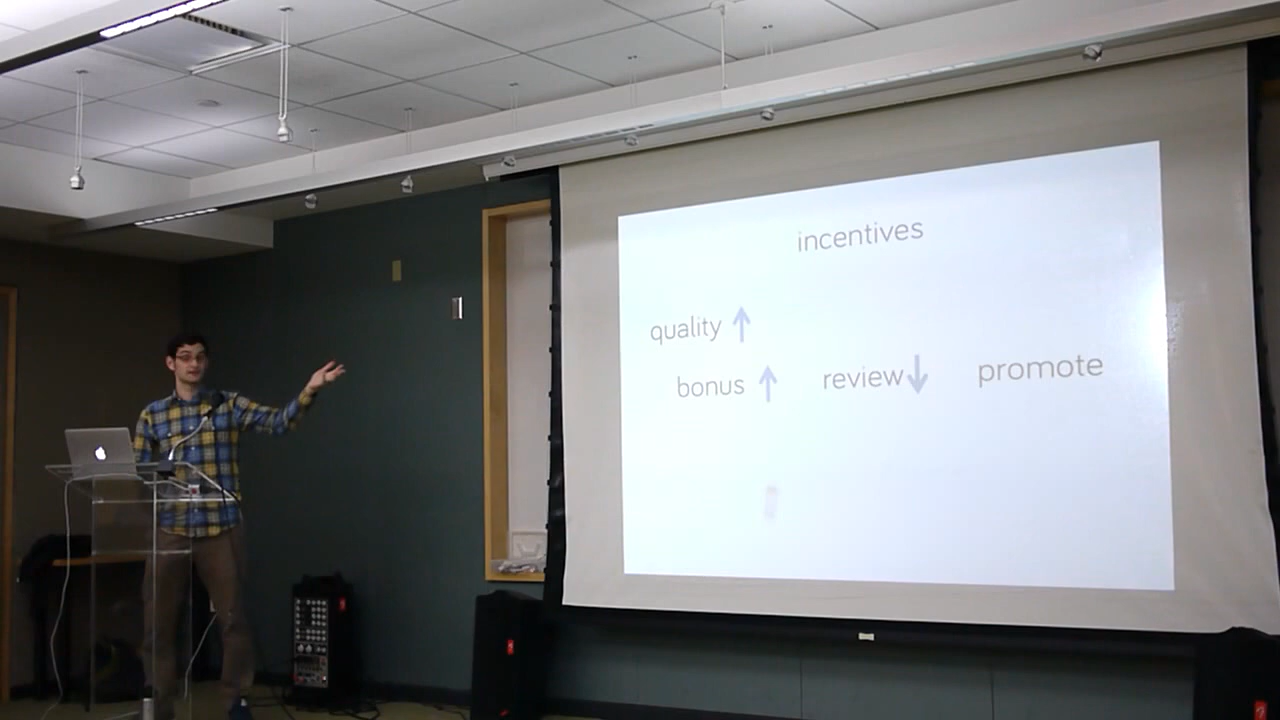 incentives
quality ↑
bonus ↑ review ↓ promote